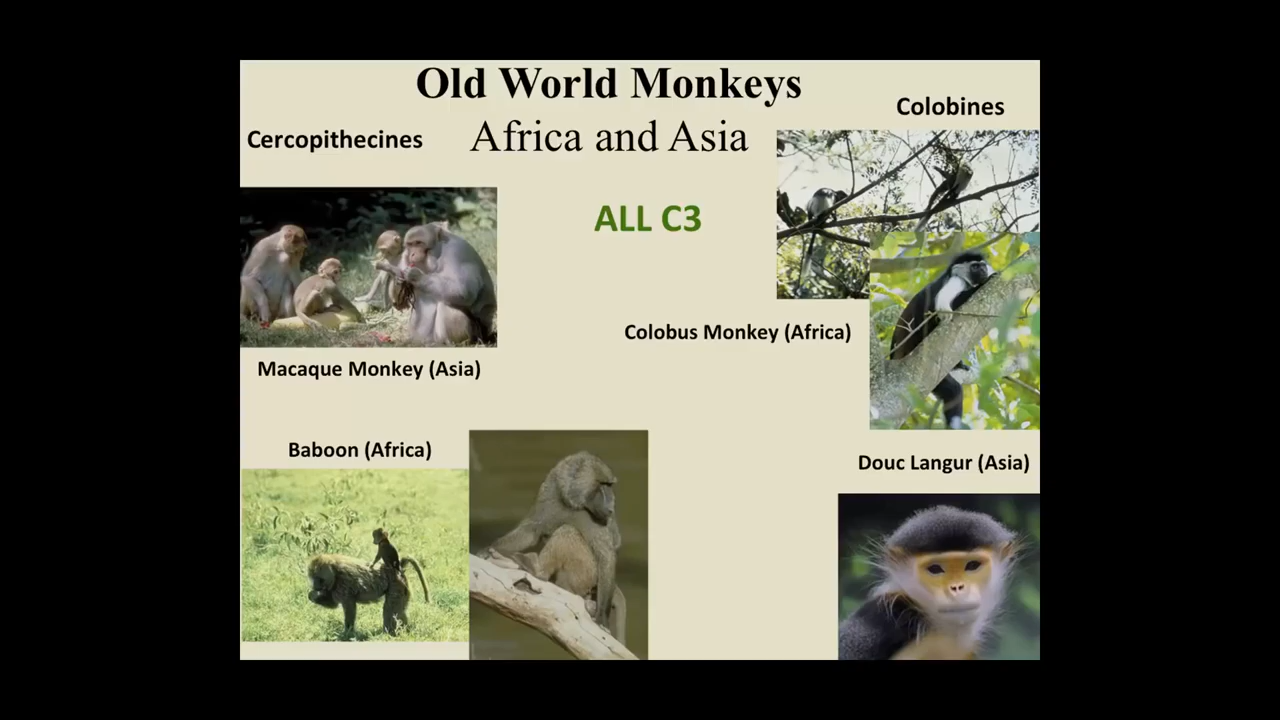 Old World Monkeys
Africa and Asia
Cercopithecines
Colobines
ALL C3
Macaque Monkey (Asia)
Colobus Monkey (Africa)
Baboon (Africa)
Douc Langur (Asia)